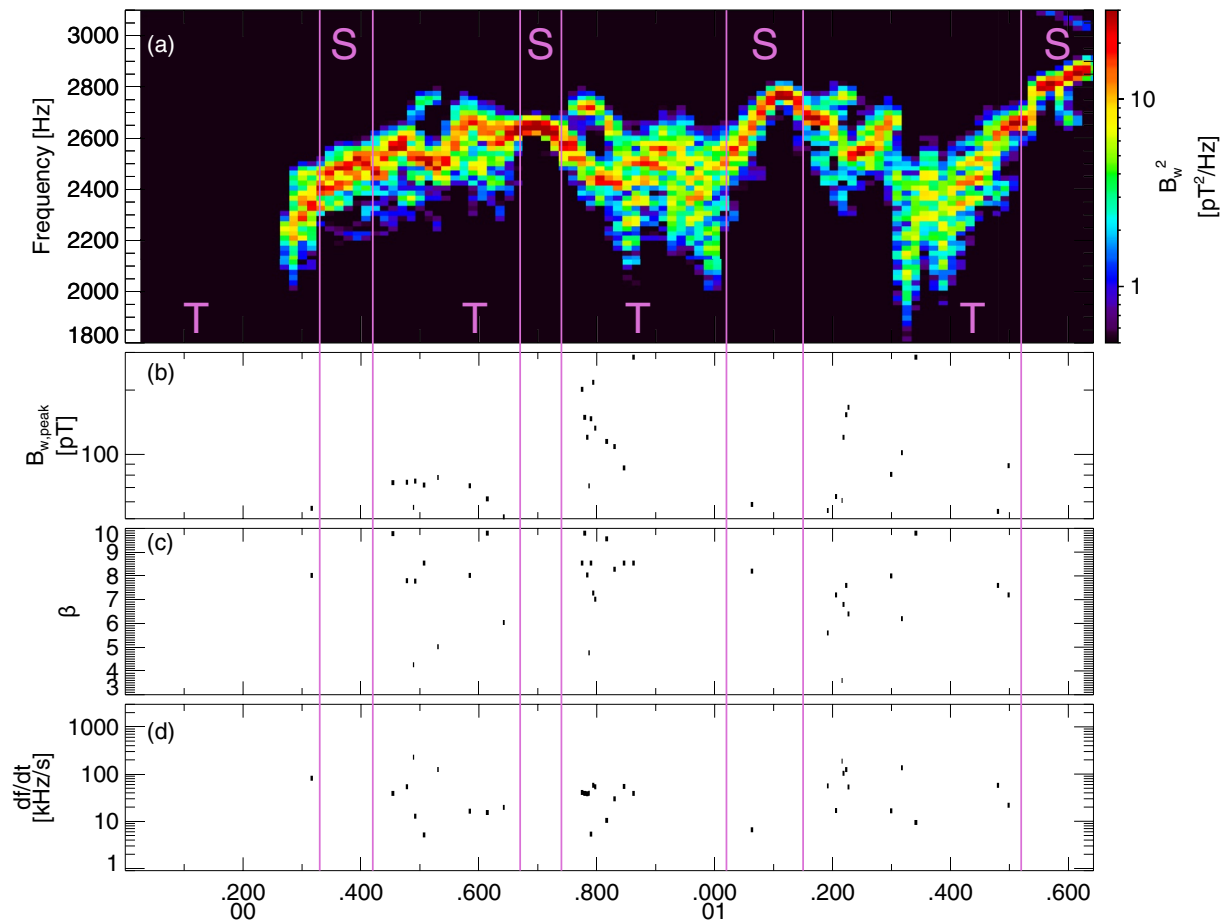 (a)
S S S S
T T T T
3000
2800
2600
2400
2200
2000
1800
Frequency [Hz]
10
1
B_w^2
[pT^2/Hz]
(b)
100
B_w,peak
[pT]
(c)
10
9
8
7
6
5
4
3
β
(d)
1000
100
10
1
df/dt
[kHz/s]
.200 .400 .600 .800 .000 .200 .400 .600
00 01